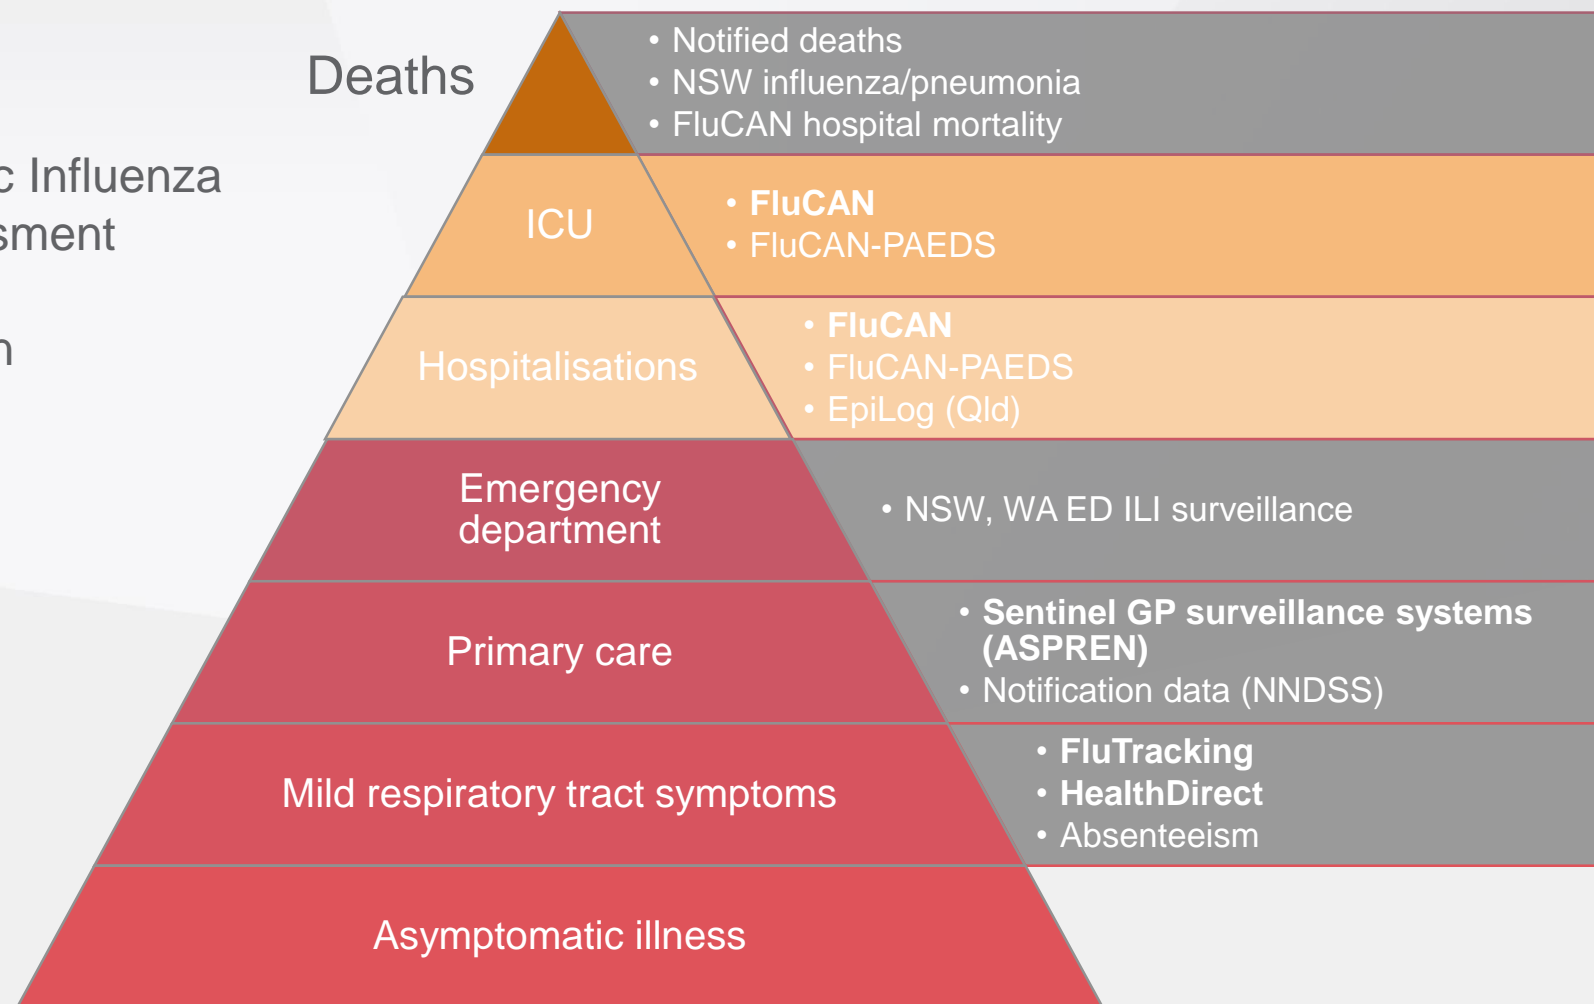 Deaths
• Notified deaths
• NSW influenza/pneumonia
• FluCAN hospital mortality
Influenza
ICU
• FluCAN
• FluCAN-PAEDS
Hospitalisations
• FluCAN
• FluCAN-PAEDS
• EpiLog (Qld)
Emergency
department
• NSW, WA ED ILI surveillance
Primary care
• Sentinel GP surveillance systems
(ASPREN)
• Notification data (NNDSS)
Mild respiratory tract symptoms
• FluTracking
• HealthDirect
• Absenteeism
Asymptomatic illness